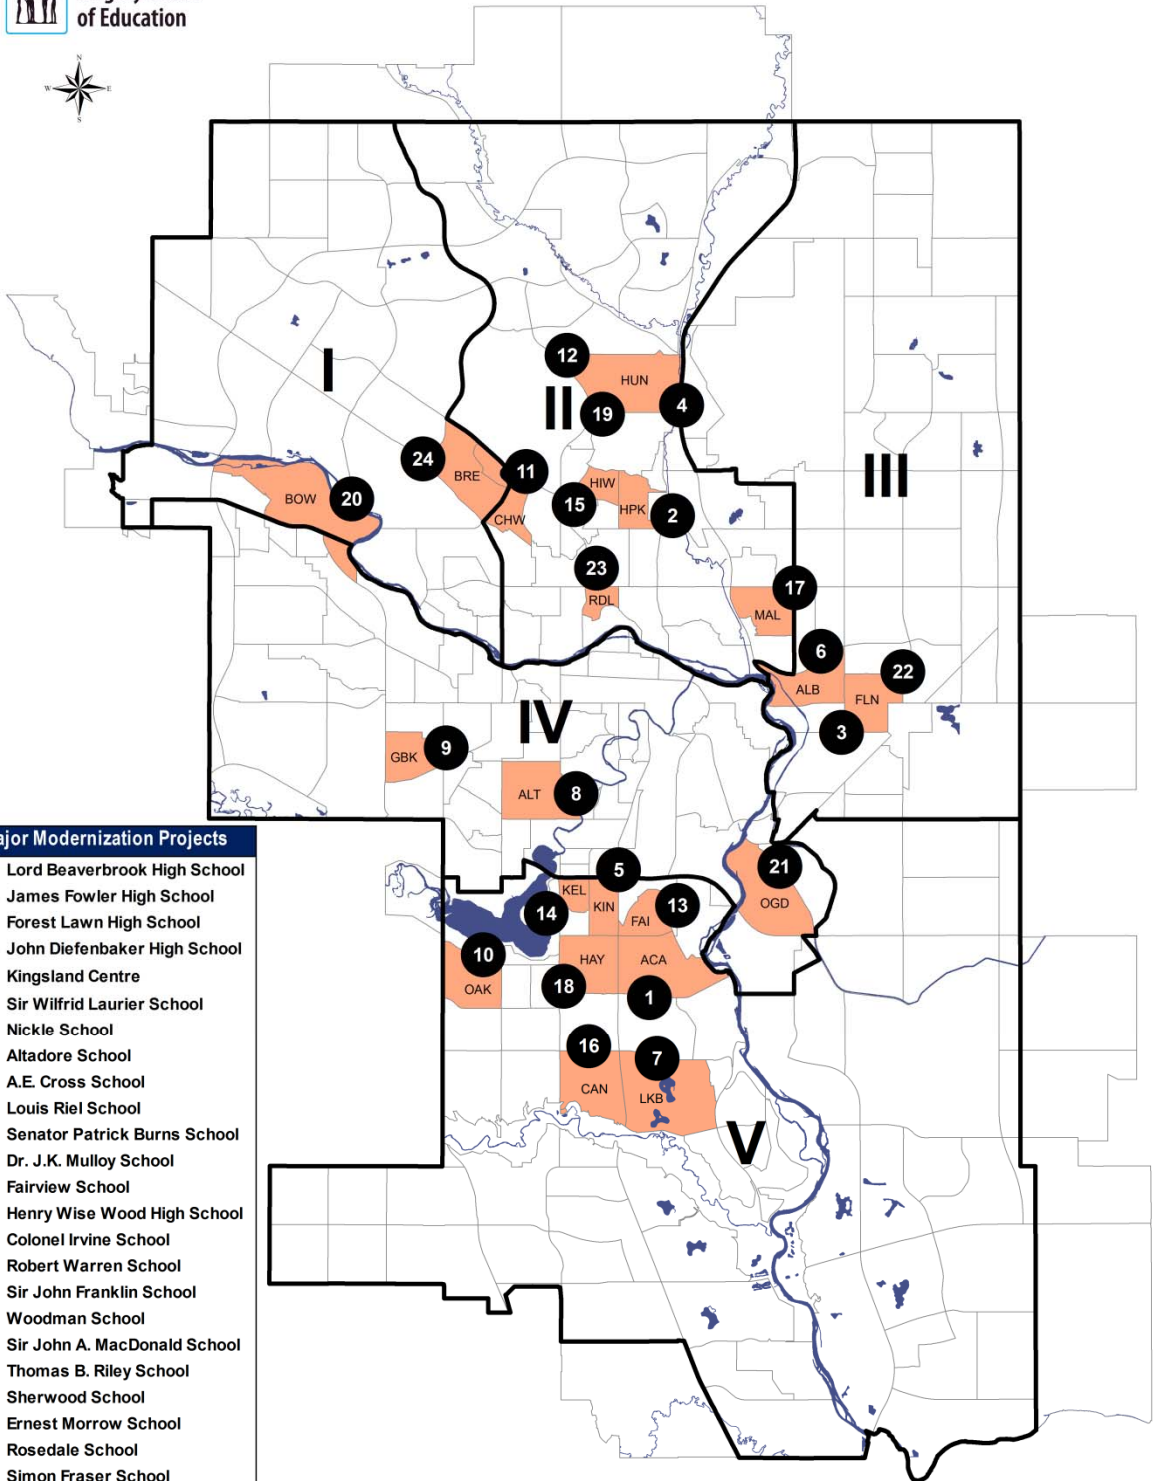 of Education
N
W
E
S
12
HUN
I
II
19
4
24
11
BRE
HIW
III
BOW
20
15
HPK
2
CHW
23
17
RDL
MAL
6
22
ALB
FLN
IV
3
9
GBK
ALT
8
5
21
KEL
14
KIN
13
OGD
FAI
10
HAY
ACA
OAK
18
1
16
7
CAN
LKB
V
ajor Modernization Projects
Lord Beaverbrook High School
James Fowler High School
Forest Lawn High School
John Diefenbaker High School
Kingsland Centre
Sir Wilfrid Laurier School
Nickle School
Altadore School
A.E. Cross School
Louis Riel School
Senator Patrick Burns School
Dr. J.K. Mulloy School
Fairview School
Henry Wise Wood High School
Colonel Irvine School
Robert Warren School
Sir John Franklin School
Woodman School
Sir John A. MacDonald School
Thomas B. Riley School
Sherwood School
Ernest Morrow School
Rosedale School
Simon Fraser School